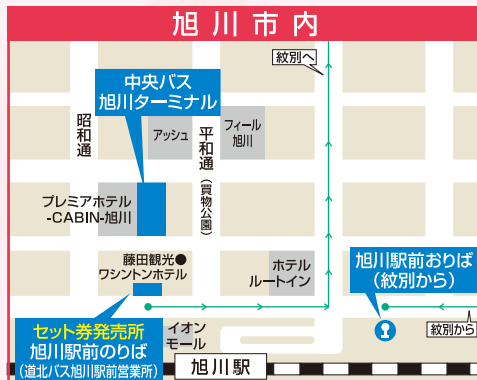 旭川市内
紋別へ
中央バス
旭川ターミナル
昭和通
アッシュ
平和通
(買物公園)
フィール
旭川
プレミアホテル
-CABIN-旭川
藤田観光●
ワシントンホテル
ホテル
ルートイン
旭川駅前おりば
(紋別から)
セット券発売所
旭川駅前のりば
(道北バス旭川駅前営業所)
イオン
モール
紋別から
旭川駅